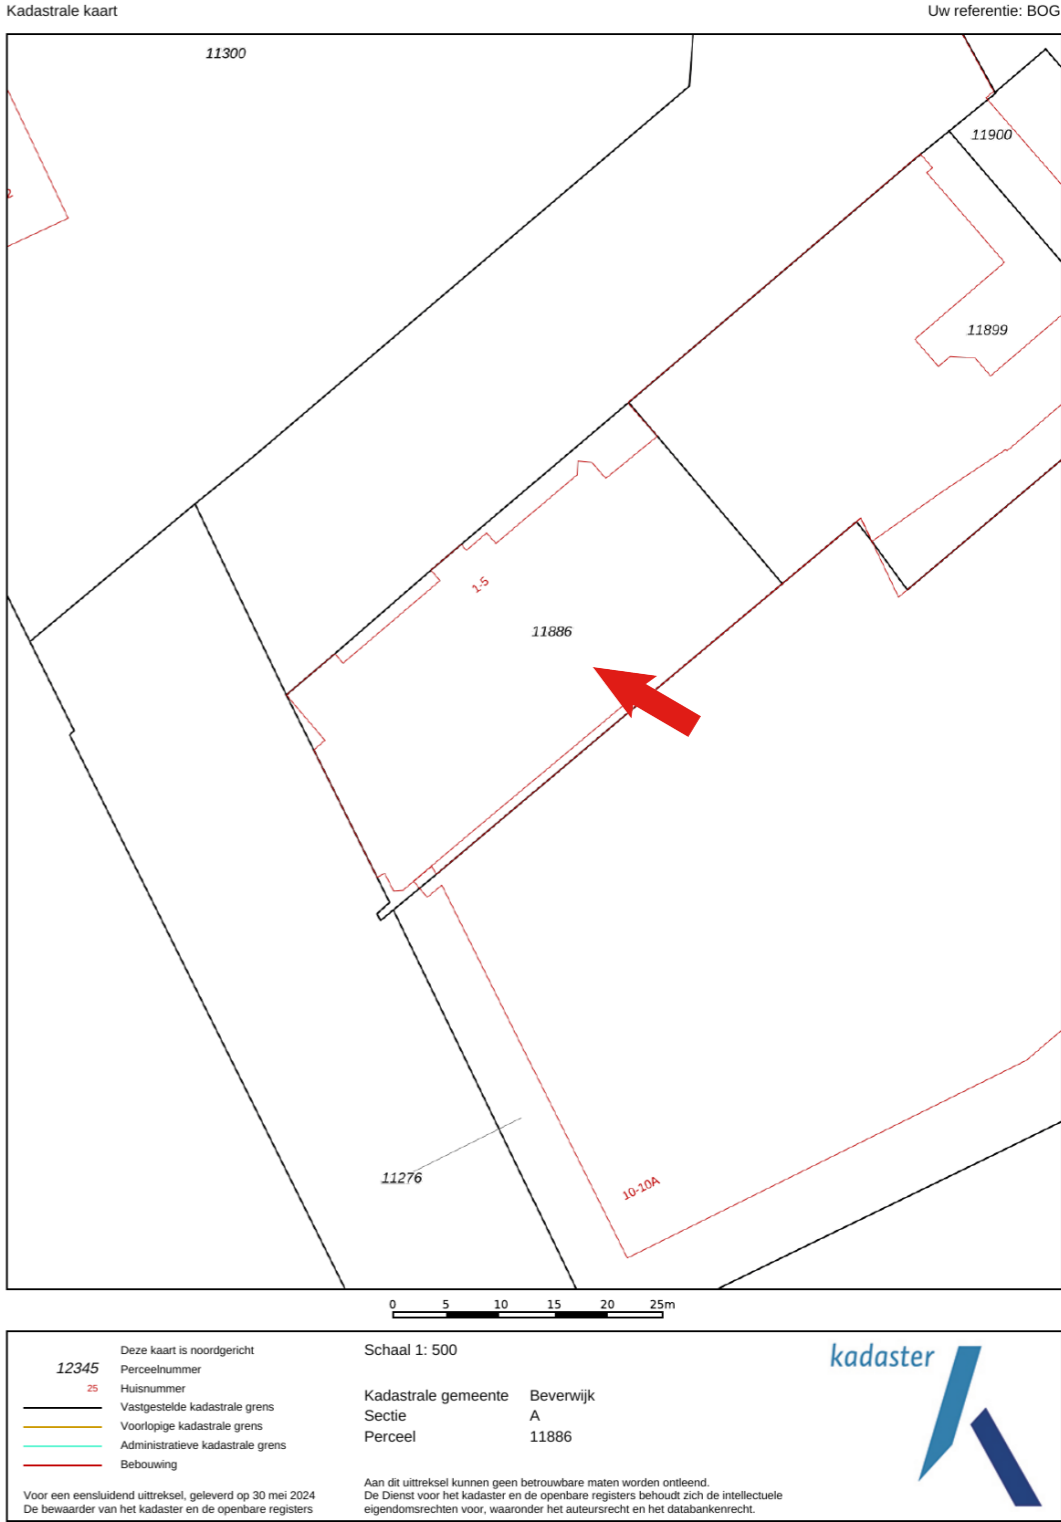 Kadastrale kaart
Uw referentie: BOG
11300
11900
2
11899
1-5
11886
11276
10-10A
0 5 10 15 20 25m
Deze kaart is noordgericht
12345 Perceelnummer
25 Huisnummer
Vastgestelde kadastrale grens
Voorlopige kadastrale grens
Administratieve kadastrale grens
Bebouwing
Voor een eensluidend uittreksel, geleverd op 30 mei 2024
De bewaarder van het kadaster en de openbare registers
Schaal 1: 500
Kadastrale gemeente Beverwijk
Sectie A
Perceel 11886
Aan dit uittreksel kunnen geen betrouwbare maten worden ontleend.
De Dienst voor het kadaster en de openbare registers behoudt zich de intellectuele
eigendomsrechten voor, waaronder het auteursrecht en het databankenrecht.
kadaster